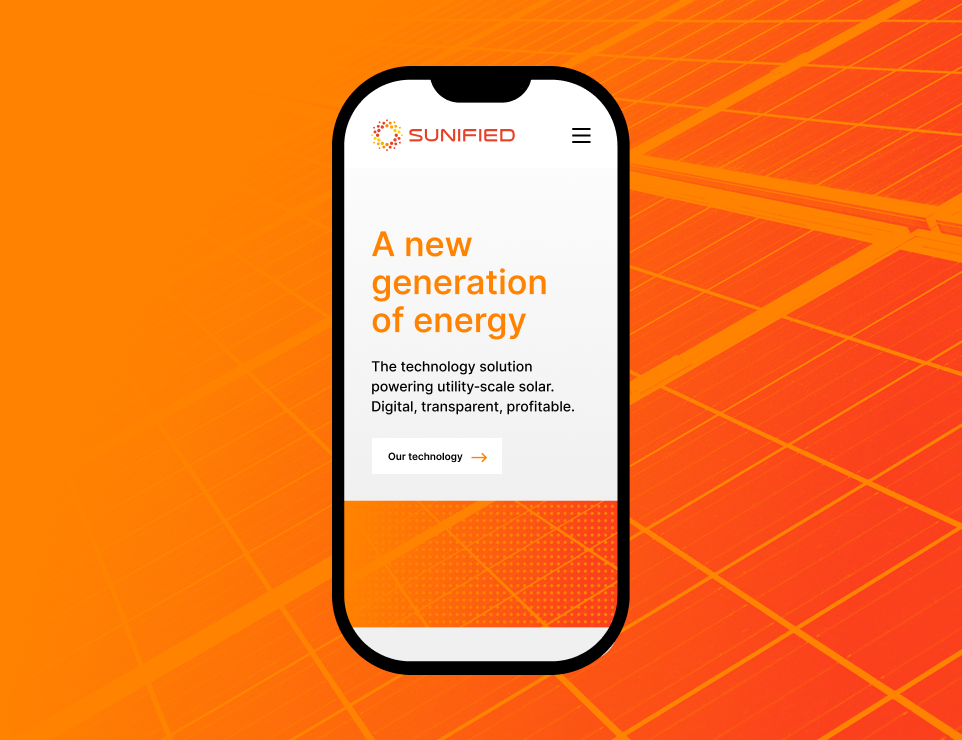 SUNIFIED
A new
generation
of energy
The technology solution
powering utility-scale solar.
Digital, transparent, profitable.
Our technology